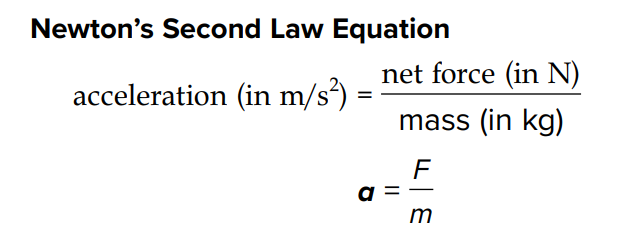 Newton's Second Law Equation
acceleration (in m/s²) = net force (in N) / mass (in kg)
a = F / m